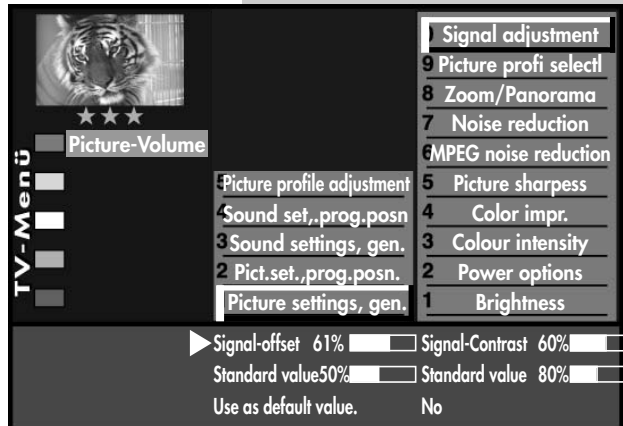 TV-Menü
Picture-Volume
5 Picture profile adjustment
4 Sound set,.prog.posn
3 Sound settings, gen.
2 Pict.set.,prog.posn.
Picture settings, gen.
Signal adjustment
9 Picture profi selectl
8 Zoom/Panorama
7 Noise reduction
6 MPEG noise reduction
5 Picture sharpess
4 Color impr.
3 Colour intensity
2 Power options
1 Brightness
Signal-offset 61% Signal-Contrast 60%
Standard value50% Standard value 80%
Use as default value. No